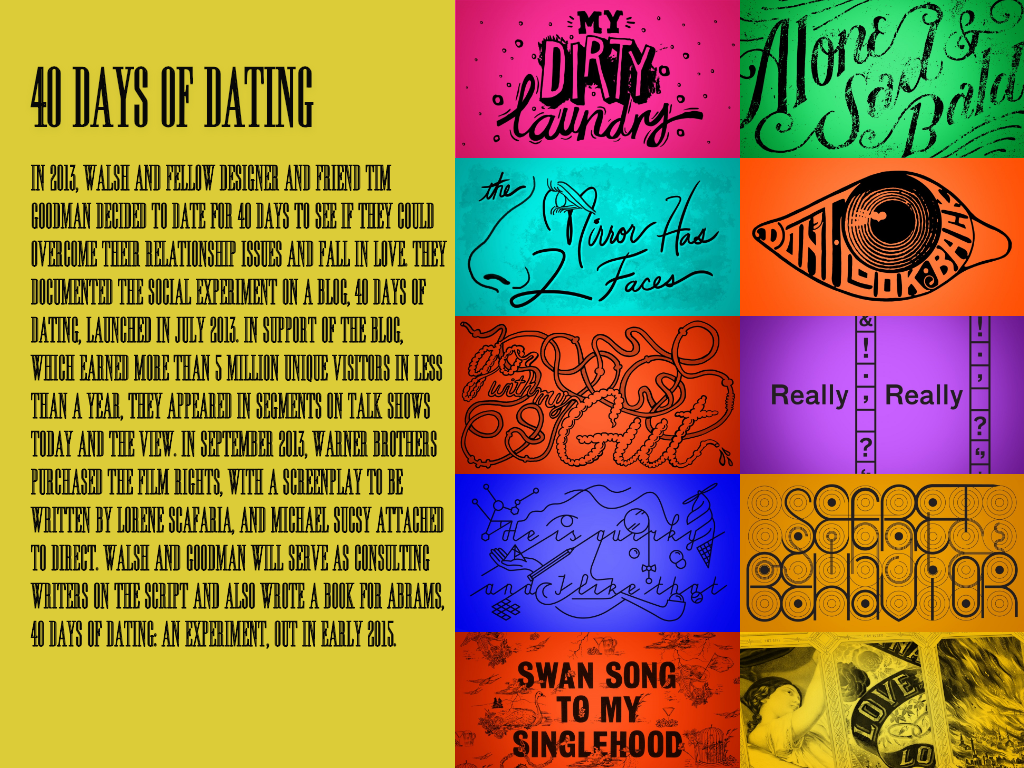 40 DAYS OF DATING
IN 2013, WALSH AND FELLOW DESIGNER AND FRIEND TIM
GOODMAN DECIDED TO DATE FOR 40 DAYS TO SEE IF THEY COULD
OVERCOME THEIR RELATIONSHIP ISSUES AND FALL IN LOVE. THEY
DOCUMENTED THE SOCIAL EXPERIMENT ON A BLOG, 40 DAYS OF
DATING, LAUNCHED IN JULY 2013. IN SUPPORT OF THE BLOG,
WHICH EARNED MORE THAN 5 MILLION UNIQUE VISITORS IN LESS
THAN A YEAR, THEY APPEARED IN SEGMENTS ON TALK SHOWS
TODAY AND THE VIEW. IN SEPTEMBER 2013, WARNER BROTHERS
PURCHASED THE FILM RIGHTS, WITH A SCREENPLAY TO BE
WRITTEN BY LORENE SCAFARIA, AND MICHAEL SUCSY ATTACHED
TO DIRECT. WALSH AND GOODMAN WILL SERVE AS CONSULTING
WRITERS ON THE SCRIPT AND ALSO WROTE A BOOK FOR ABRAMS,
40 DAYS OF DATING: AN EXPERIMENT, OUT IN EARLY 2015.
MY
DIRTY
laundry
Alone
Sad &
Bald
the
Mirror Has
2 Faces
DON'T LOOK BACK
go
with my
Gut
&
!
.
Really , Really
?
!
.
,
?
He is quirky
and I like that
SAFEST
BEHAVIOR
SWAN SONG
TO MY
SINGLEHOOD
LOVE
LO